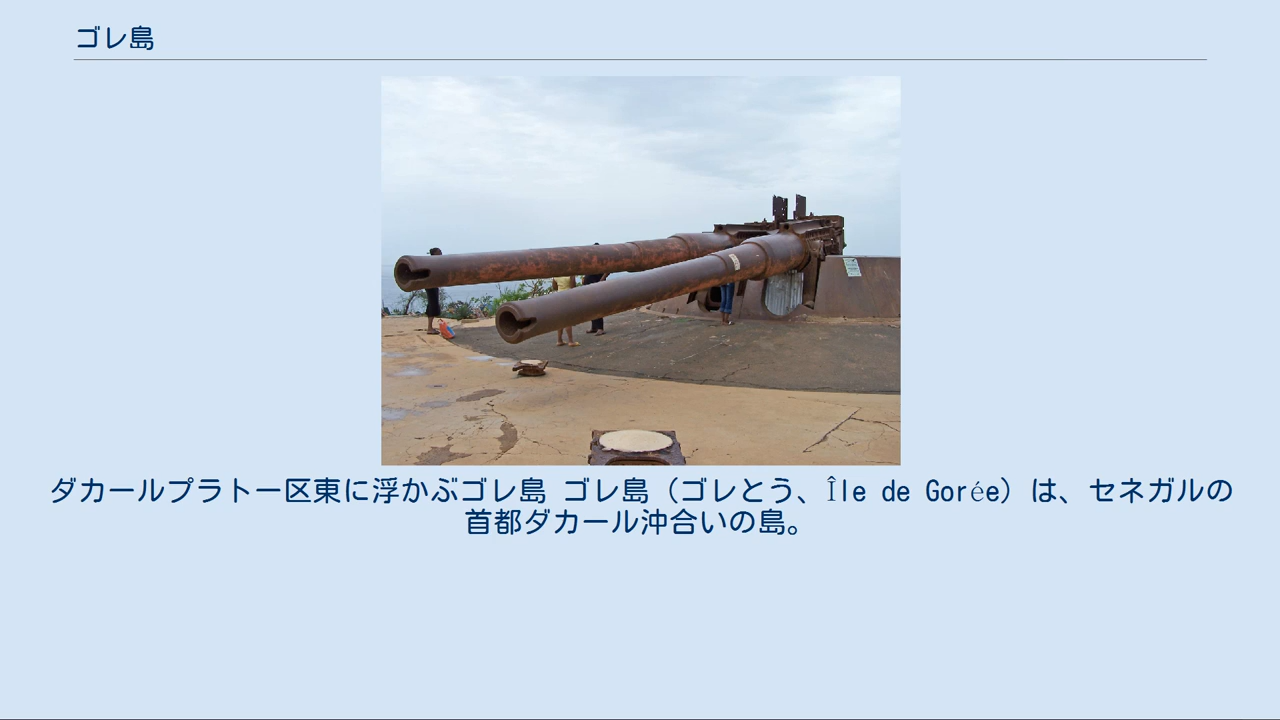 ゴレ島
ダカールプラトー区東に浮かぶゴレ島 ゴレ島（ゴレとう、Île de Gorée）は、セネガルの
首都ダカール沖合いの島。